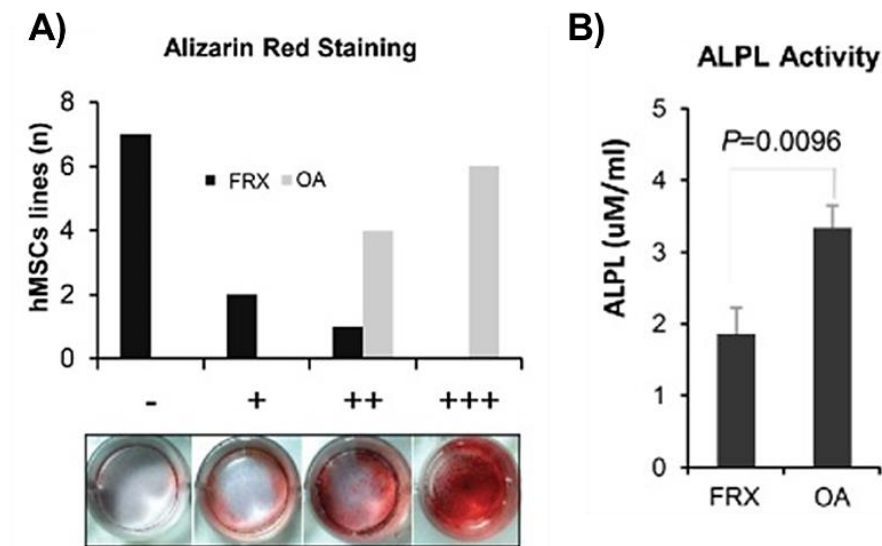 A)
Alizarin Red Staining
hMSCs lines (n)
8
6
4
2
0
FRX OA
- + ++ +++
B)
ALPL Activity
ALPL (uM/ml)
5
4
3
2
1
0
P=0.0096
FRX OA